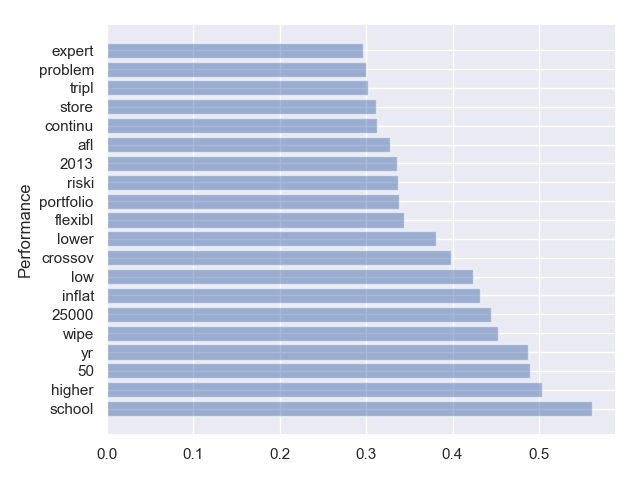 expert
problem
tripl
store
continu
afl
2013
riski
portfolio
flexibl
lower
crossov
low
inflat
25000
wipe
yr
50
higher
school
Performance
0.0 0.1 0.2 0.3 0.4 0.5